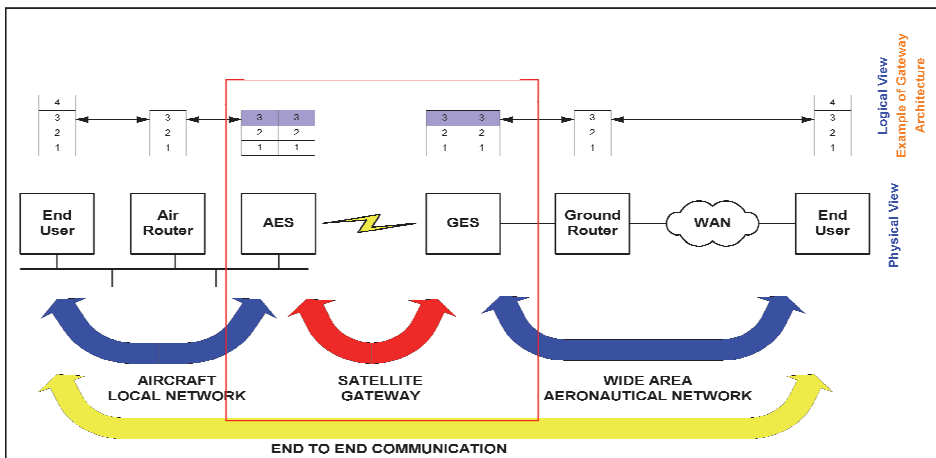 4
4
3
3
3 3
3 3
3
3
2
2
2 2
2 2
2
2
1
1
1 1
1 1
1
1
Logical View
Example of Gateway
Architecture
End
User
Air
Router
AES
GES
Ground
Router
WAN
End
User
Physical View
AIRCRAFT
LOCAL NETWORK
SATELLITE
GATEWAY
WIDE AREA
AERONAUTICAL NETWORK
END TO END COMMUNICATION